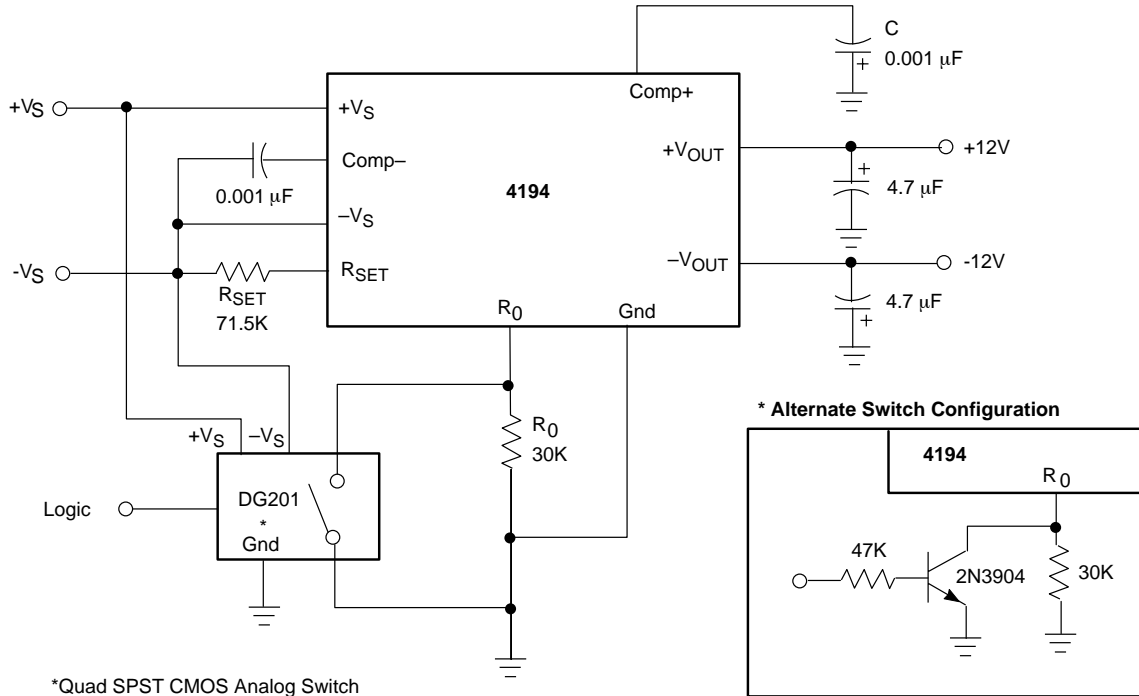 C
0.001 µF
Comp+
+VS
+VS
+VOUT
+12V
Comp–
0.001 µF
4194
+
4.7 µF
–VS
-VS
RSET
–VOUT
-12V
RSET
71.5K
R0
Gnd
4.7 µF
+
+
R0
30K
+VS
–VS
DG201
*
Gnd
Logic
*Quad SPST CMOS Analog Switch
* Alternate Switch Configuration
4194
R0
47K
2N3904
30K